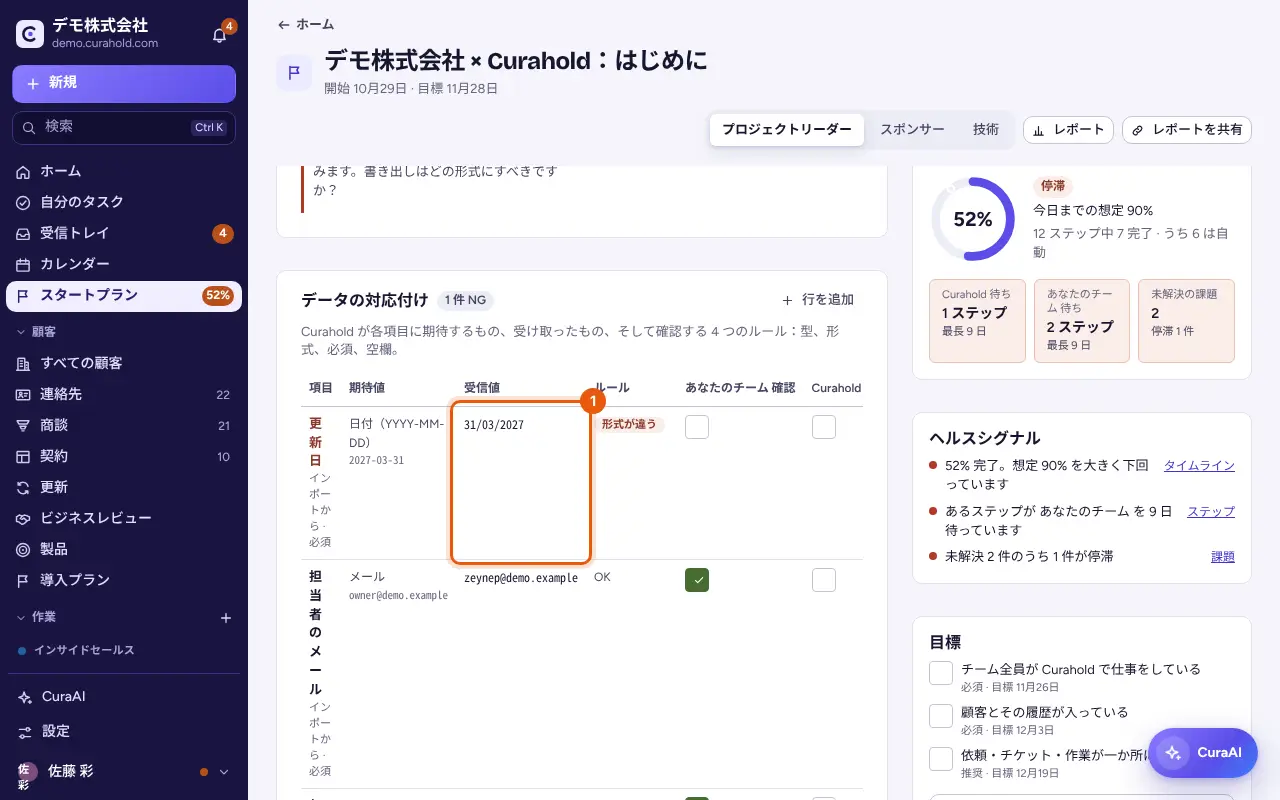 デモ株式会社
demo.curahold.com
4
新規
検索
Ctrl K
ホーム
自分のタスク
受信トレイ
4
カレンダー
スタートプラン
52%
顧客
すべての顧客
連絡先
22
商談
21
契約
10
更新
ビジネスレビュー
製品
導入プラン
作業
インサイドセールス
CuraAI
設定
佐 彩
佐藤 彩
← ホーム
デモ株式会社 × Curahold：はじめに
開始 10月29日 · 目標 11月28日
プロジェクトリーダー
スポンサー
技術
レポート
レポートを共有
みます。書き出しはどの形式にすべきです
か？
データの対応付け
1 件 NG
＋ 行を追加
Curahold が各項目に期待するもの、受け取ったもの、そして確認する 4 つのルール：型、形
式、必須、空欄。
項目
期待値
受信値
ルール
あなたのチーム 確認
Curahold
1
更
新
日
イン
ポー
トか
ら ·
必須
日付（YYYY-MM-
DD）
2027-03-31
31/03/2027
形式が違う
担
当
者
の
メ
ー
ル
イン
ポー
トか
ら ·
必須
メール
owner@demo.example
zeynep@demo.example
OK
52%
停滞
今日までの想定 90%
12 ステップ中 7 完了 · うち 6 は自
動
Curahold 待ち
1 ステップ
最長 9 日
あなたのチー
ム 待ち
2 ステップ
最長 9 日
未解決の課題
2
停滞 1 件
ヘルスシグナル
52% 完了。想定 90% を大きく下回
っています
タイムライン
あるステップが あなたのチーム を 9 日
待っています
ステップ
未解決 2 件のうち 1 件が停滞
課題
目標
チーム全員が Curahold で仕事をしている
必須 · 目標 11月26日
顧客とその履歴が入っている
必須 · 目標 12月3日
依頼・チケット・作業が一か所に
推奨 · 目標 12月19日
CuraAI